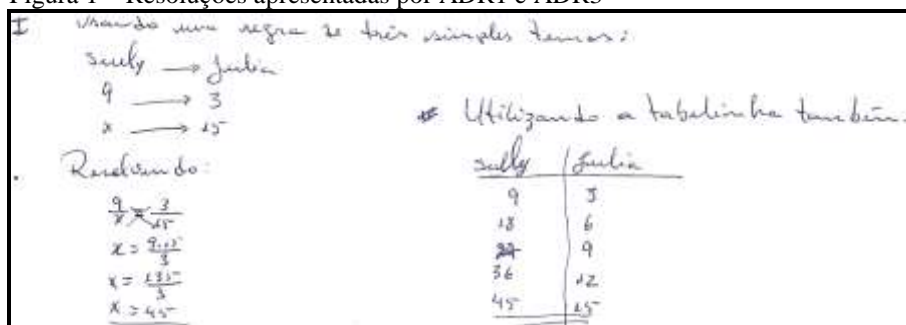 Figura 1 – Resoluções apresentadas por ADR1 e ADR3
I Usando uma regra de três simples temos:
Sully → Julia
9 → 3
x → 15
• Resolvendo:
9/x = 3/15
x = 9.15/3
x = 135/3
x = 45
* Utilizando a tabelinha também.
Sully | Julia
9 | 3
18 | 6
27 | 9
36 | 12
45 | 15